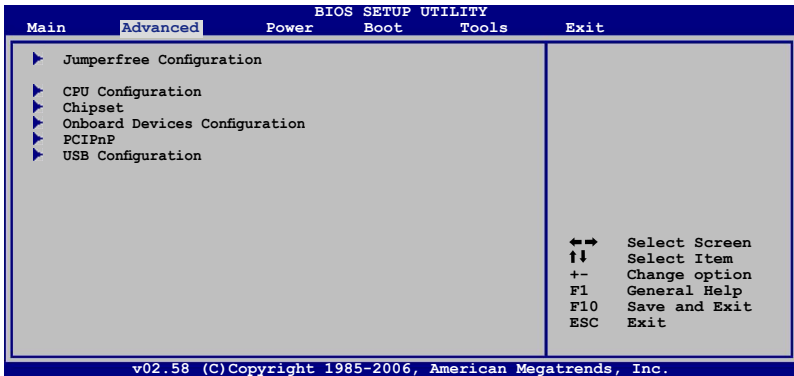 BIOS SETUP UTILITY
Main Advanced Power Boot Tools Exit
Jumperfree Configuration
CPU Configuration
Chipset
Onboard Devices Configuration
PCIPnP
USB Configuration
←→ Select Screen
↑↓ Select Item
+- Change option
F1 General Help
F10 Save and Exit
ESC Exit
v02.58 (C)Copyright 1985-2006, American Megatrends, Inc.